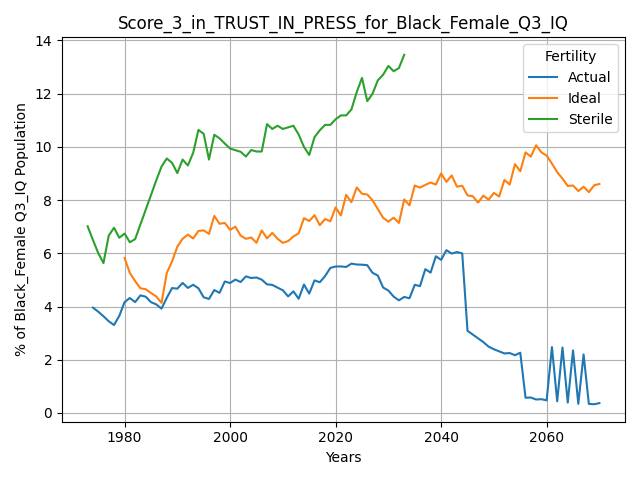 Score_3_in_TRUST_IN_PRESS_for_Black_Female_Q3_IQ
% of Black_Female Q3_IQ Population
14
12
10
8
6
4
2
0
Fertility
Actual
Ideal
Sterile
1980 2000 2020 2040 2060
Years